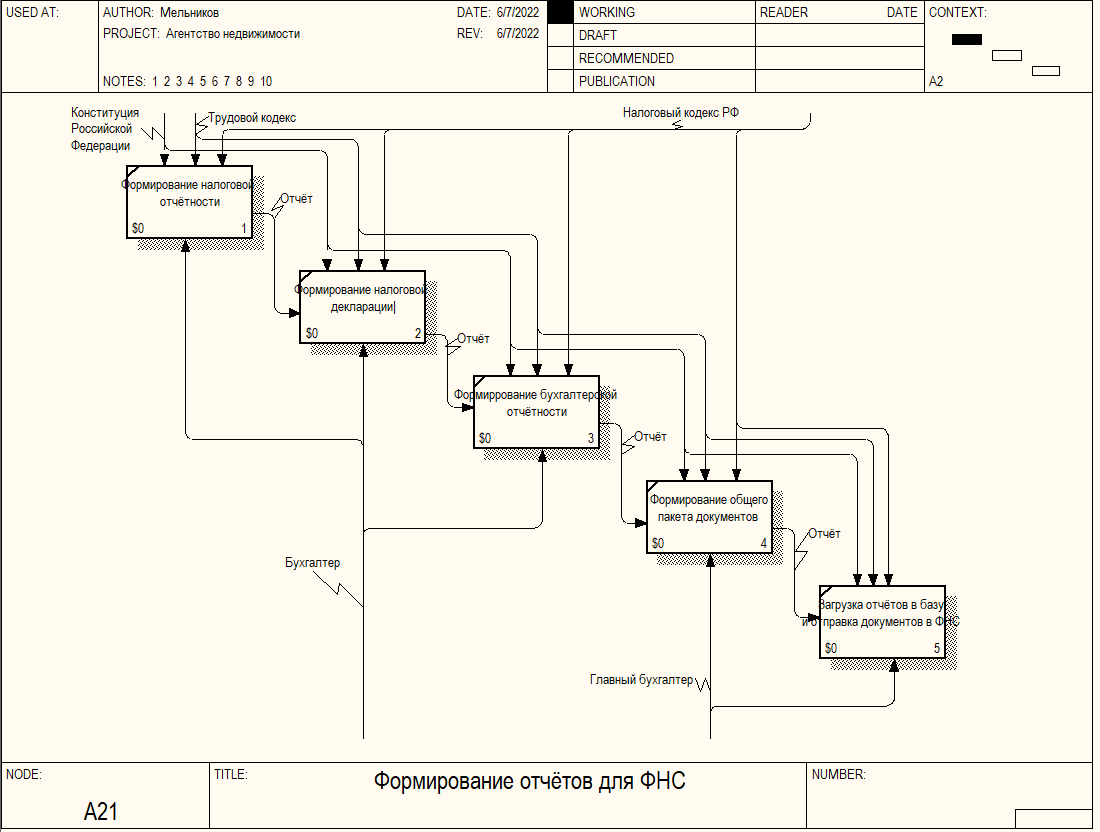 USED AT:
AUTHOR: Мельников
DATE: 6/7/2022
PROJECT: Агентство недвижимости
REV: 6/7/2022
NOTES: 1 2 3 4 5 6 7 8 9 10
WORKING
DRAFT
RECOMMENDED
PUBLICATION
READER
DATE
CONTEXT:
A2
Конституция
Российской
Федерации
Трудовой кодекс
Налоговый кодекс РФ
Формирование налоговой
отчётности
$0
1
Отчёт
Формирование налоговой
декларации
$0
2
Отчёт
Формиррование бухгалтерской
отчётности
$0
3
Отчёт
Формирование общего
пакета документов
$0
4
Отчёт
Загрузка отчётов в базу
и отправка документов в ФНС
$0
5
Бухгалтер
Главный бухгалтер
NODE:
A21
TITLE:
Формирование отчётов для ФНС
NUMBER: